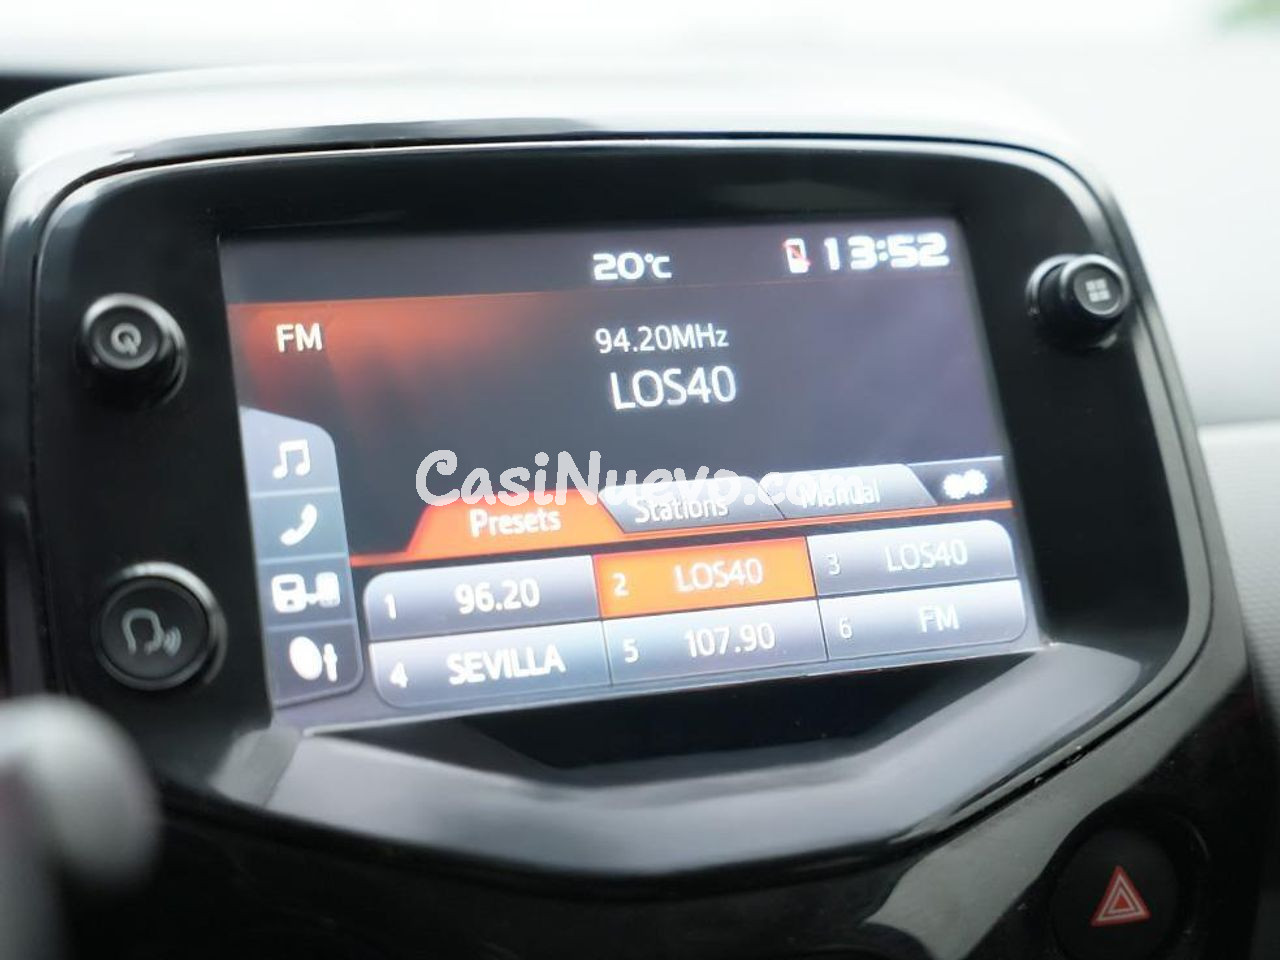 20°C 13:52
FM 94.20MHz
LOS40
CasiNuevo.com
Presets Stations Manual
1 96.20 2 LOS40 3 LOS40
4 SEVILLA 5 107.90 6 FM